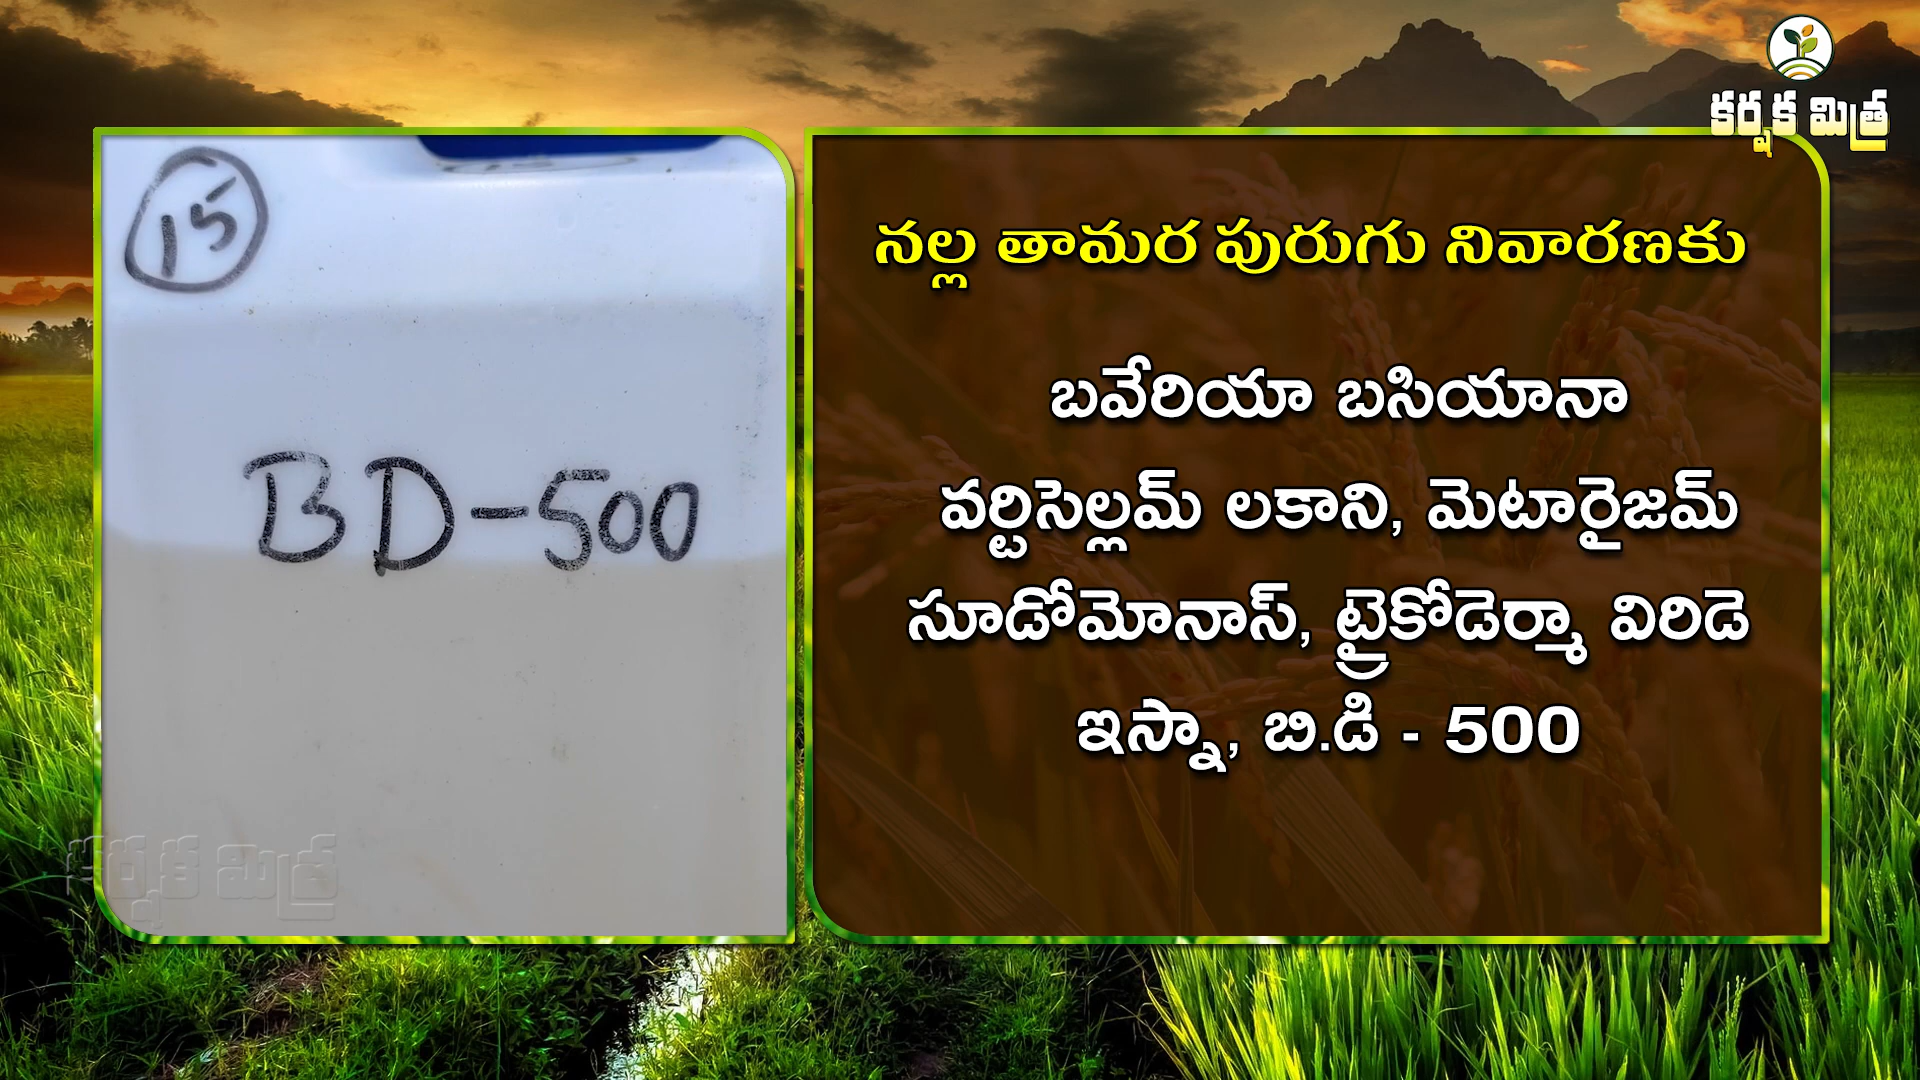 కర్షక మిత్ర
15
BD-500
నల్ల తామర పురుగు నివారణకు
బవేరియా బసియానా
వర్టిసెల్లమ్ లకాని, మెటారైజమ్
సూడోమోనాస్, ట్రైకోడెర్మా విరిడె
ఇస్నా, బి.డి - 500
కర్షక మిత్ర